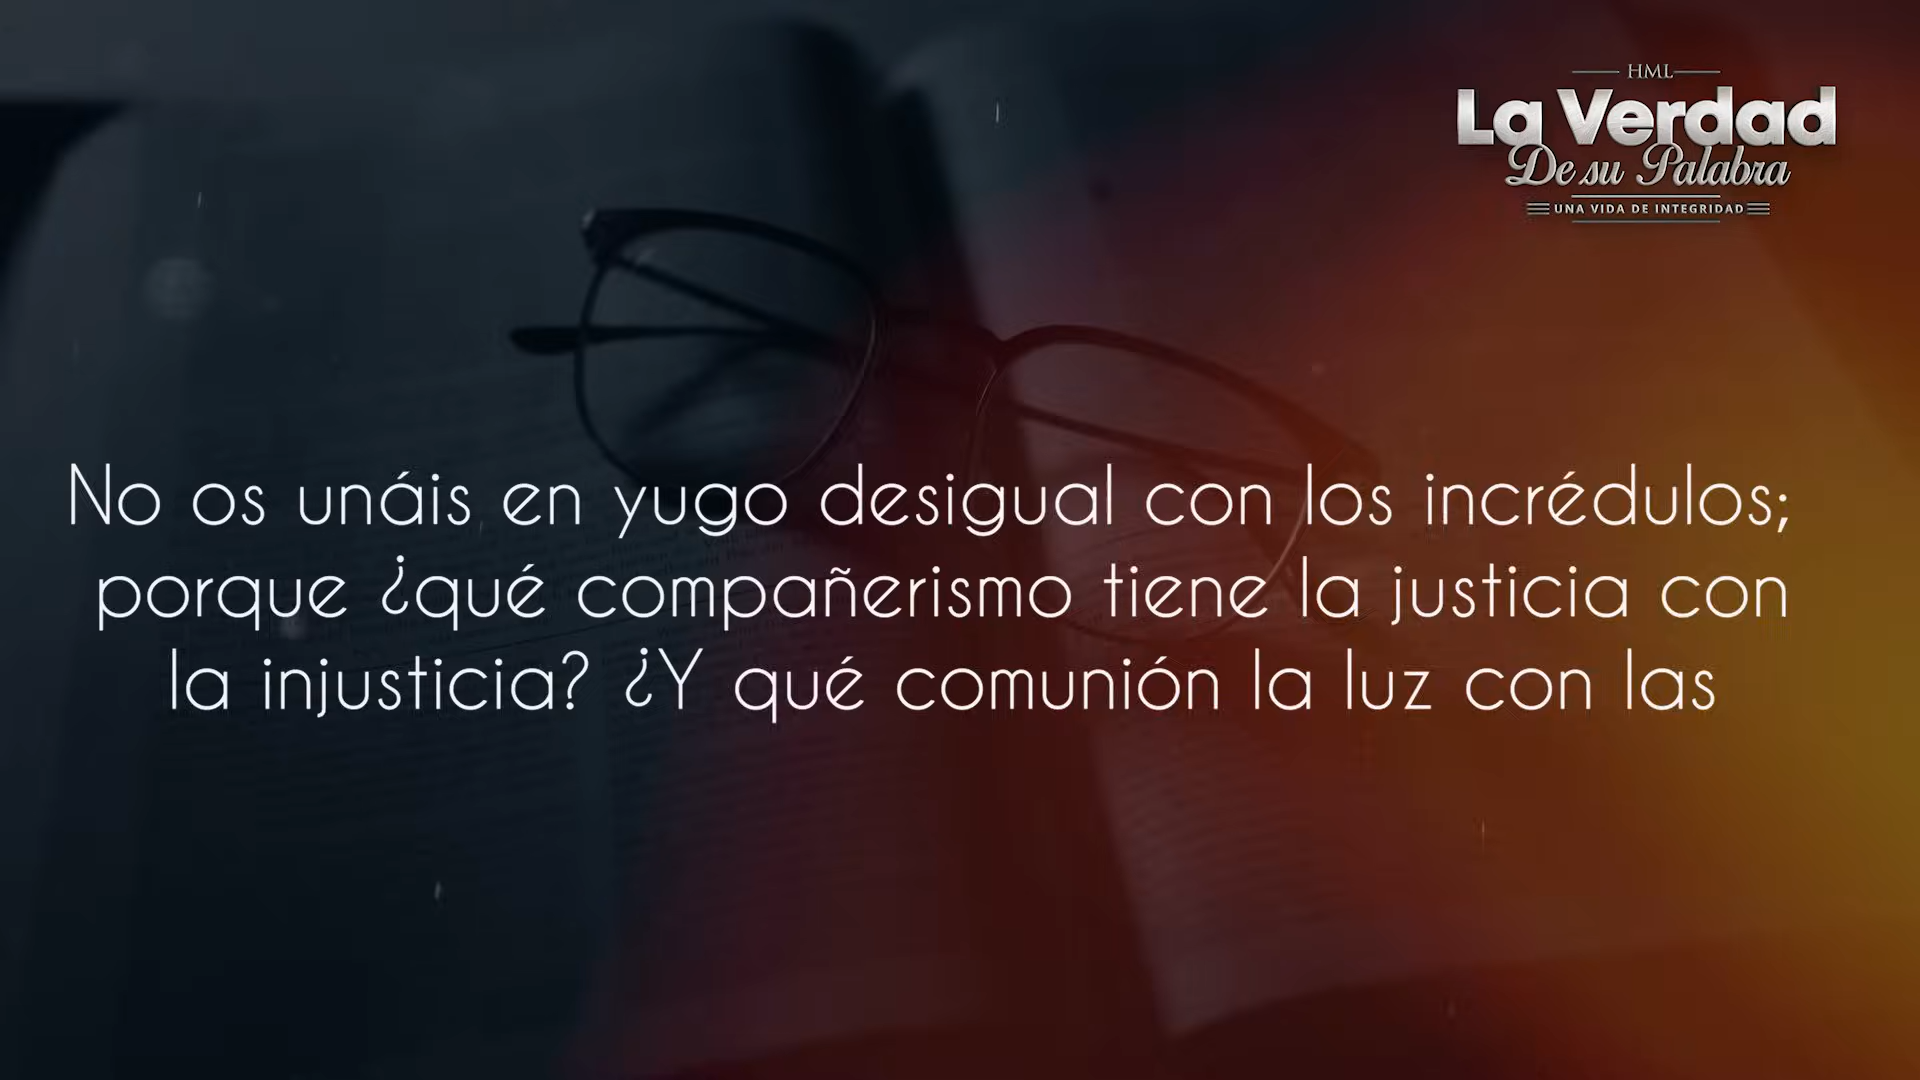 HML
La Verdad
De su Palabra
UNA VIDA DE INTEGRIDAD
No os unáis en yugo desigual con los incrédulos;
porque ¿qué compañerismo tiene la justicia con
la injusticia? ¿Y qué comunión la luz con las